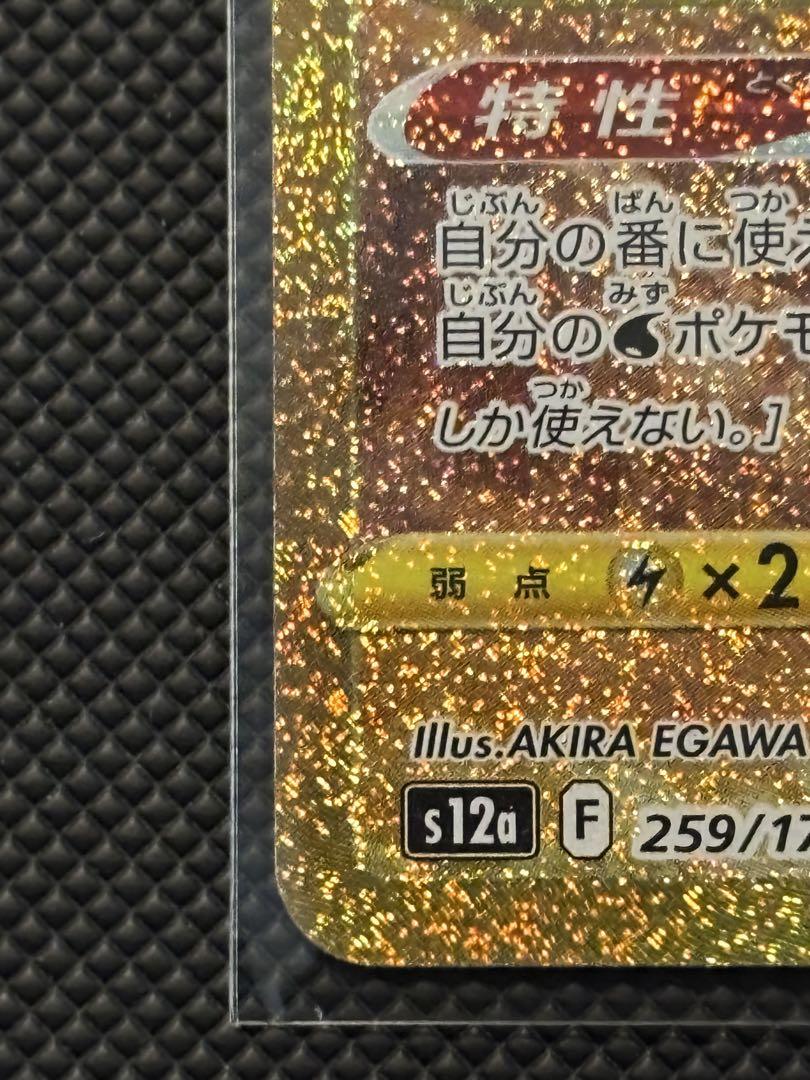 特性 とく
じぶん ばん つか
自分の番に使え
じぶん みず
自分のポケモ
つか
しか使えない。]
弱点 ×2
Illus.AKIRA EGAWA
s12a F 259/17